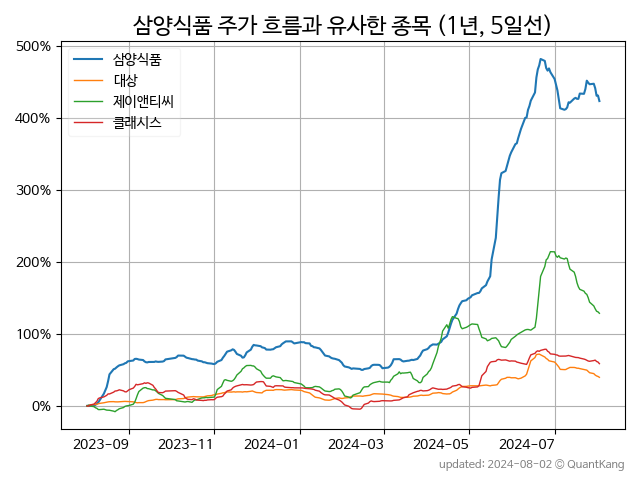 삼양식품 주가 흐름과 유사한 종목 (1년, 5일선)
500%
400%
300%
200%
100%
0%
삼양식품
대상
제이앤티씨
클래시스
2023-09 2023-11 2024-01 2024-03 2024-05 2024-07
updated: 2024-08-02 © QuantKang